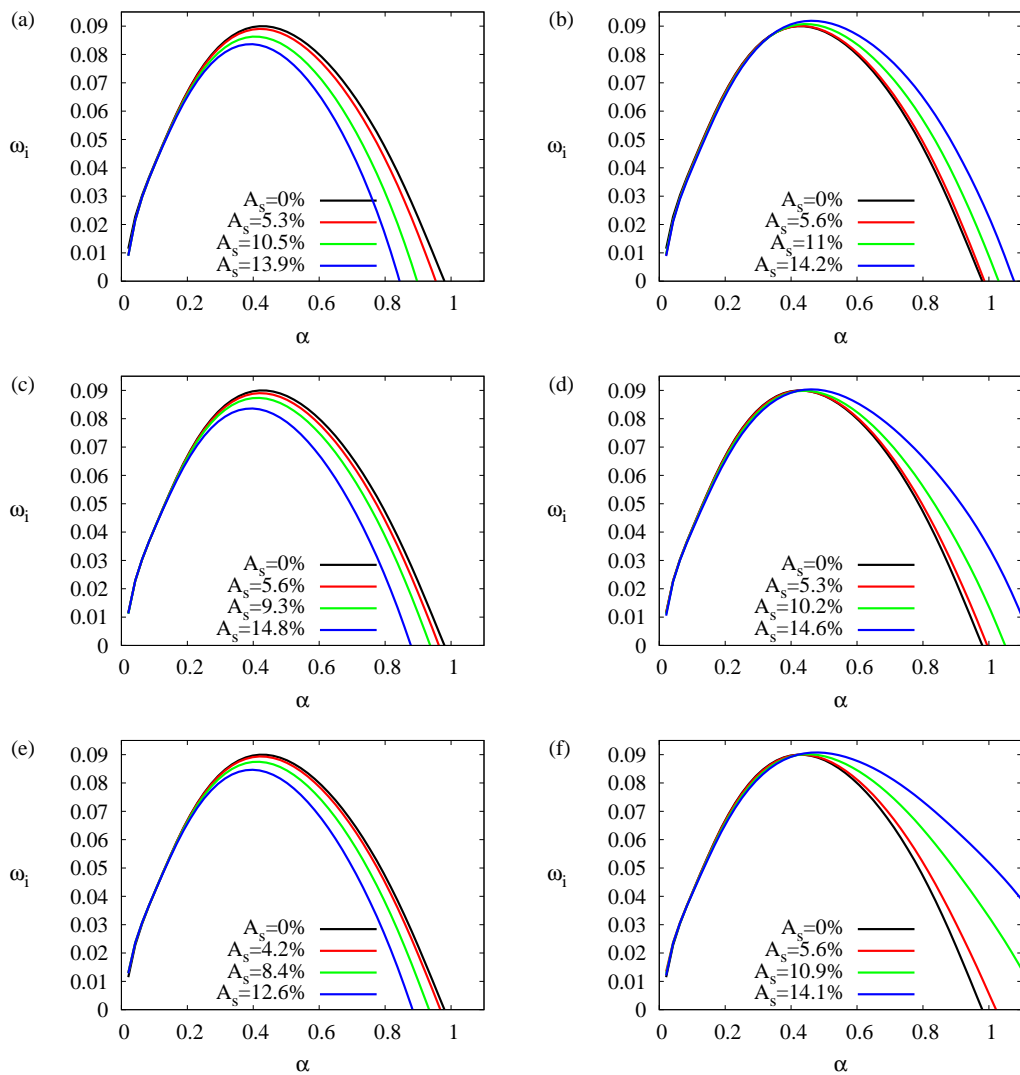 (a)
0.09
0.08
0.07
0.06
0.05
0.04
0.03
0.02
0.01
0
ωi
A_s=0%
A_s=5.3%
A_s=10.5%
A_s=13.9%
0 0.2 0.4 0.6 0.8 1
α
(b)
0.09
0.08
0.07
0.06
0.05
0.04
0.03
0.02
0.01
0
ωi
A_s=0%
A_s=5.6%
A_s=11%
A_s=14.2%
0 0.2 0.4 0.6 0.8 1
α
(c)
0.09
0.08
0.07
0.06
0.05
0.04
0.03
0.02
0.01
0
ωi
A_s=0%
A_s=5.6%
A_s=9.3%
A_s=14.8%
0 0.2 0.4 0.6 0.8 1
α
(d)
0.09
0.08
0.07
0.06
0.05
0.04
0.03
0.02
0.01
0
ωi
A_s=0%
A_s=5.3%
A_s=10.2%
A_s=14.6%
0 0.2 0.4 0.6 0.8 1
α
(e)
0.09
0.08
0.07
0.06
0.05
0.04
0.03
0.02
0.01
0
ωi
A_s=0%
A_s=4.2%
A_s=8.4%
A_s=12.6%
0 0.2 0.4 0.6 0.8 1
α
(f)
0.09
0.08
0.07
0.06
0.05
0.04
0.03
0.02
0.01
0
ωi
A_s=0%
A_s=5.6%
A_s=10.9%
A_s=14.1%
0 0.2 0.4 0.6 0.8 1
α